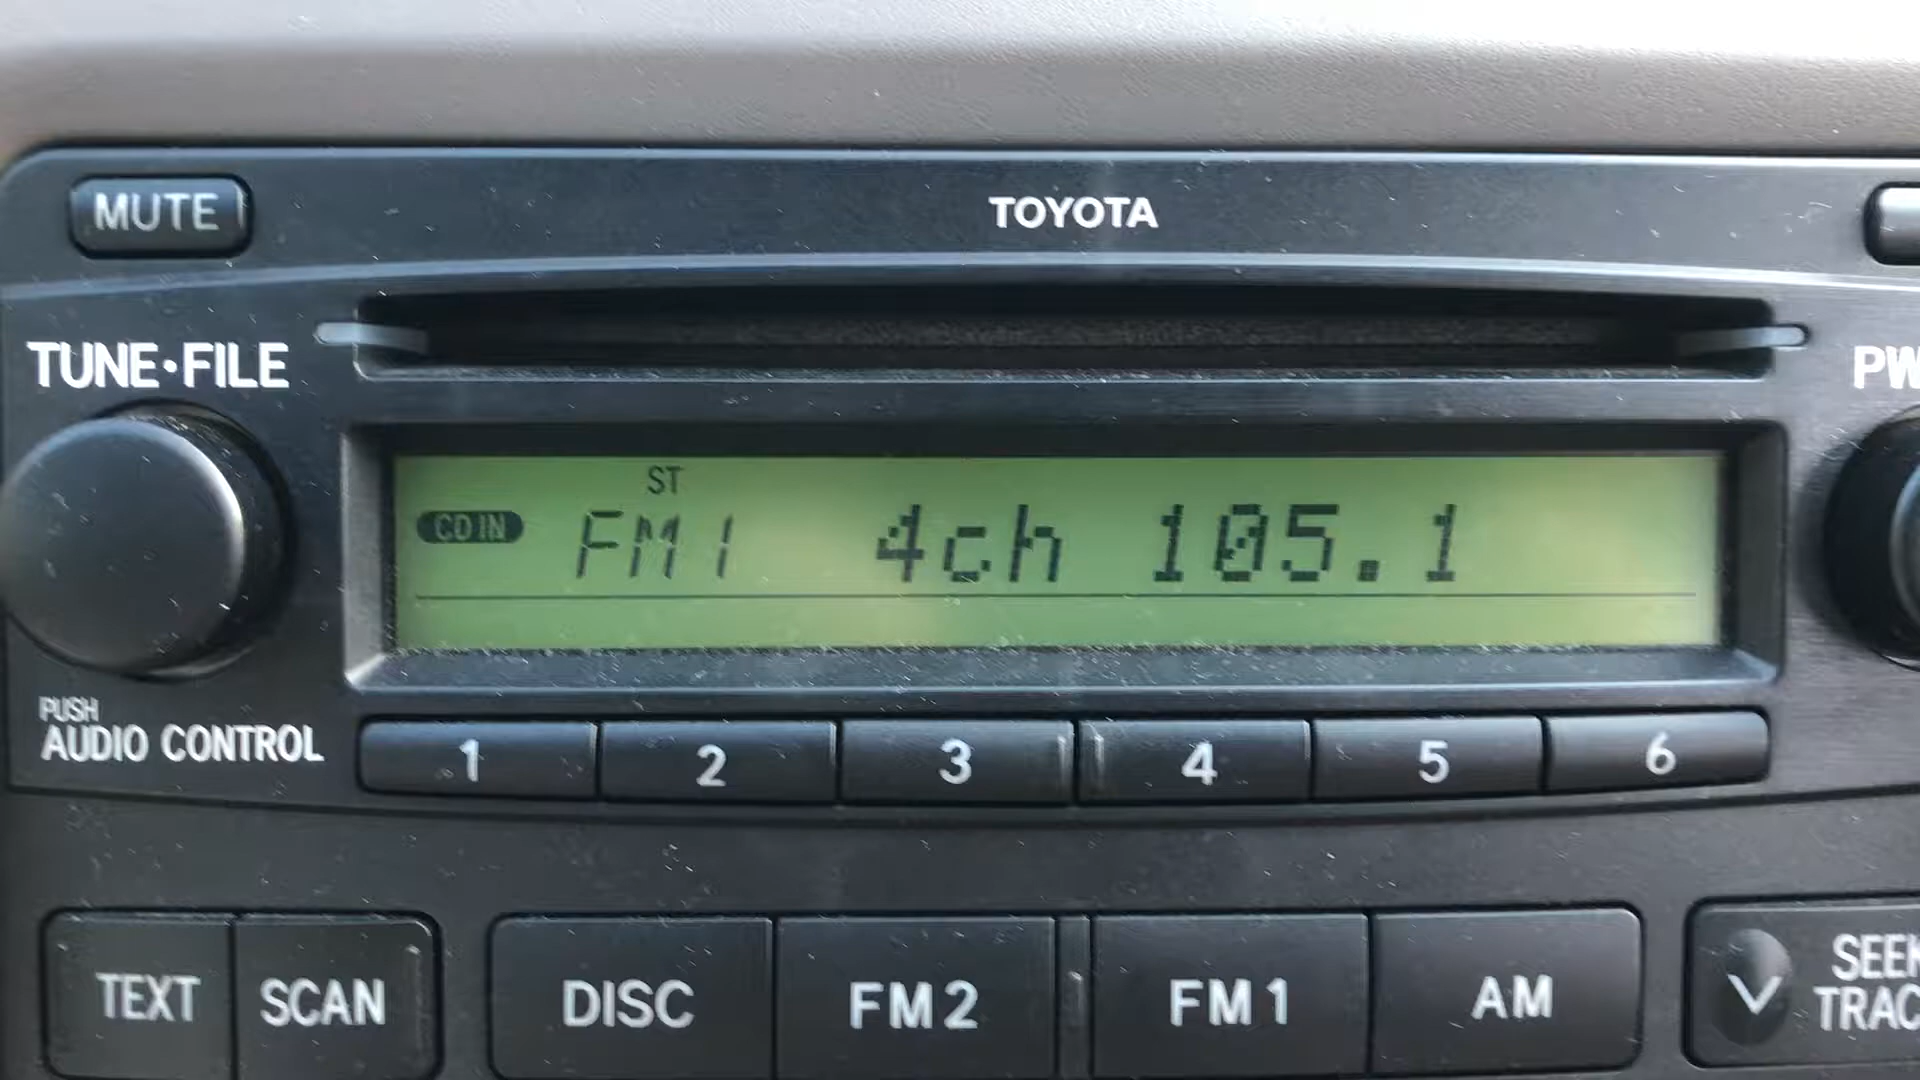 MUTE
TOYOTA
TUNE•FILE
PW
ST
CD IN FM1 4ch 105.1
PUSH
AUDIO CONTROL
1 2 3 4 5 6
TEXT SCAN DISC FM2 FM1 AM
SEEK
TRAC